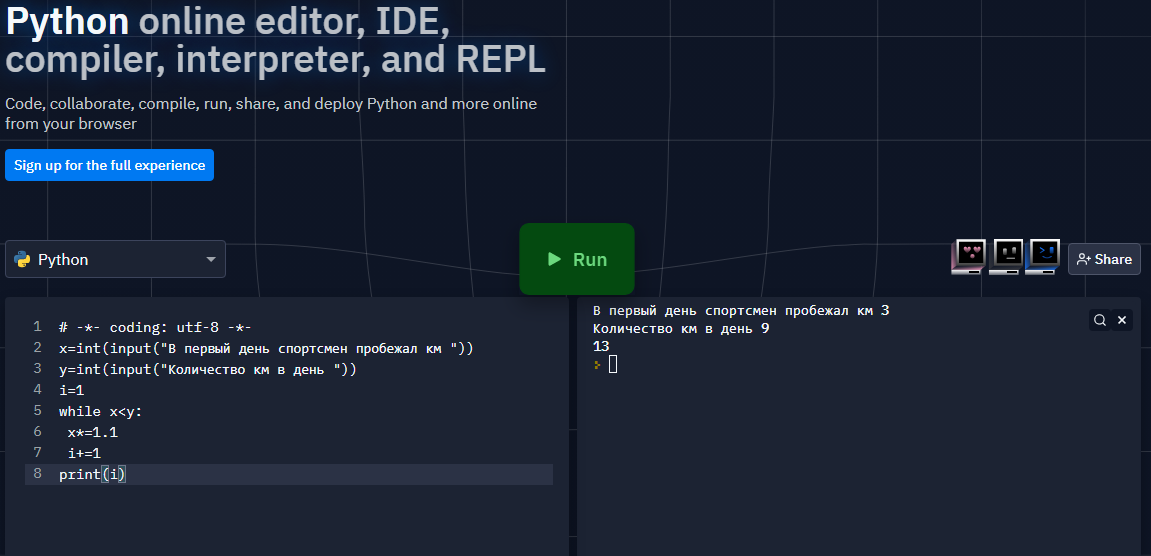 Python online editor, IDE,
compiler, interpreter, and REPL
Code, collaborate, compile, run, share, and deploy Python and more online
from your browser
Sign up for the full experience
Python
Run
Share
1 # -*- coding: utf-8 -*-
2 x=int(input("В первый день спортсмен пробежал км "))
3 y=int(input("Количество км в день "))
4 i=1
5 while x<y:
6 x*=1.1
7 i+=1
8 print(i)
В первый день спортсмен пробежал км 3
Количество км в день 9
13